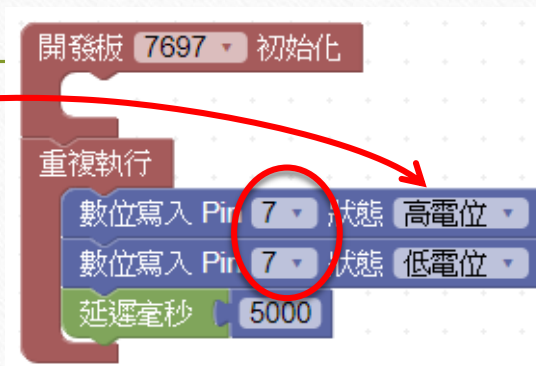 開發板 7697 初始化
重複執行
數位寫入 Pin 7 狀態 高電位
數位寫入 Pin 7 狀態 低電位
延遲毫秒 5000